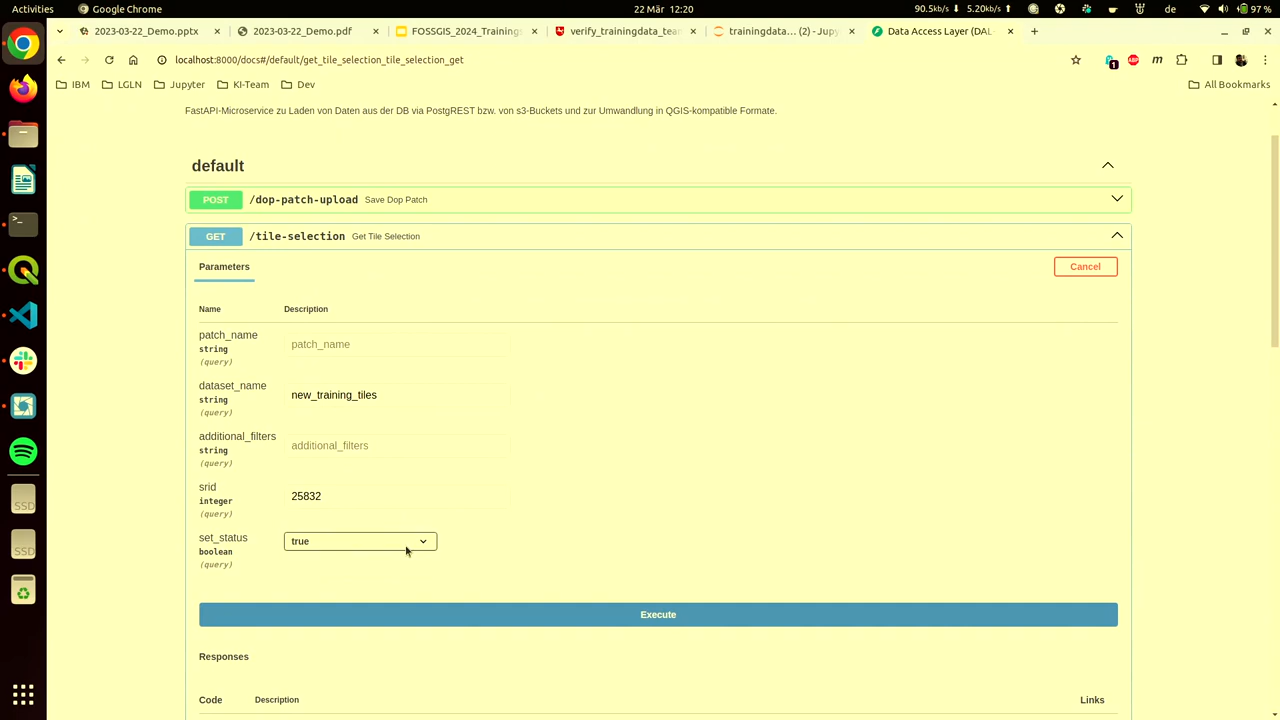 Activities Google Chrome 22 Mär 12:20 90.5kb/s 5.20kb/s de 97 %
2023-03-22_Demo.pptx 2023-03-22_Demo.pdf FOSSGIS_2024_Trainings verify_trainingdata_tea trainingdata… (2) - Jupy Data Access Layer (DAL
localhost:8000/docs#/default/get_tile_selection_tile_selection_get 1
IBM LGLN Jupyter KI-Team Dev All Bookmarks
FastAPI-Microservice zu Laden von Daten aus der DB via PostgREST bzw. von s3-Buckets und zur Umwandlung in QGIS-kompatible Formate.
default
POST /dop-patch-upload Save Dop Patch
GET /tile-selection Get Tile Selection
Parameters Cancel
Name Description
patch_name
string
(query)
patch_name
dataset_name
string
(query)
new_training_tiles
additional_filters
string
(query)
additional_filters
srid
integer
(query)
25832
set_status
boolean
(query)
true
Execute
Responses
Code Description Links
SSD
SSD